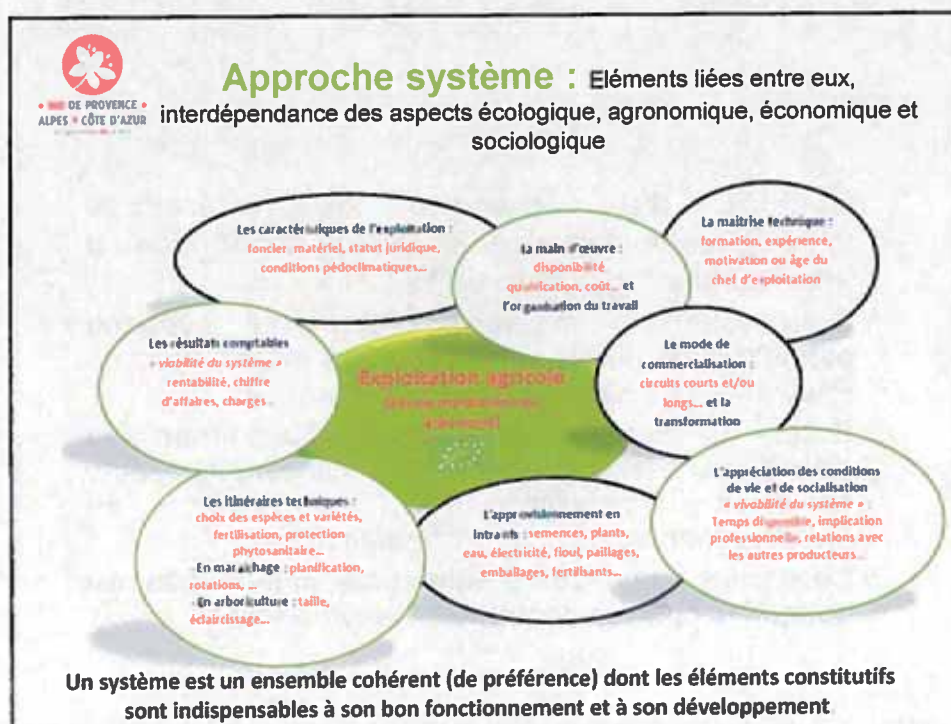 Approche système : Eléments liées entre eux,
interdépendance des aspects écologique, agronomique, économique et
sociologique
DE PROVENCE
ALPES CÔTE D'AZUR
Les caractéristiques de l'exploitation :
foncier, matériel, statut juridique,
conditions pédoclimatiques...
La main d'œuvre :
disponibilité
qualification, coût... et
l'organisation du travail
La maitrise technique :
formation, expérience,
motivation ou âge du
chef d'exploitation
Les résultats comptables
« viabilité du système »
rentabilité, chiffre
d'affaires, charges
Exploitation agricole
Le mode de
commercialisation :
circuits courts et/ou
longs... et la
transformation
Les itinéraires techniques :
choix des espèces et variétés,
fertilisation, protection
phytosanitaire...
- En maraichage : planification,
rotations, ...
- En arboriculture : taille,
éclaircissage...
L'approvisionnement en
intrants : semences, plants,
eau, électricité, fioul, paillages,
emballages, fertilisants...
L'appréciation des conditions
de vie et de socialisation
« vivabilité du système » :
Temps disponible, implication
professionnelle, relations avec
les autres producteurs...
Un système est un ensemble cohérent (de préférence) dont les éléments constitutifs
sont indispensables à son bon fonctionnement et à son développement